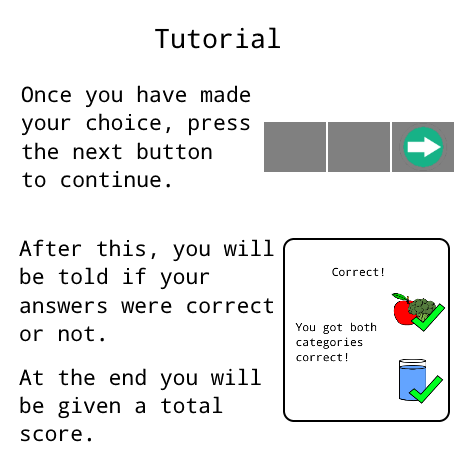 Tutorial
Once you have made
your choice, press
the next button
to continue.
After this, you will
be told if your
answers were correct
or not.
Correct!
You got both
categories
correct!
At the end you will
be given a total
score.